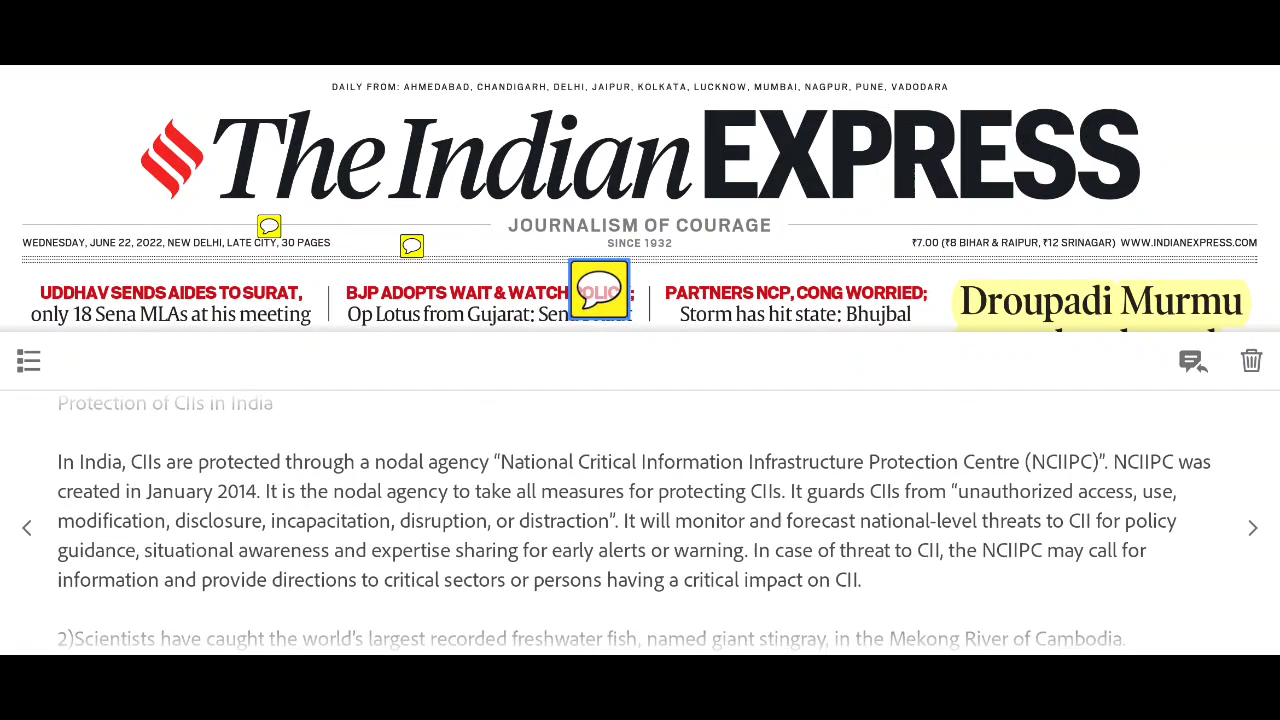 DAILY FROM: AHMEDABAD, CHANDIGARH, DELHI, JAIPUR, KOLKATA, LUCKNOW, MUMBAI, NAGPUR, PUNE, VADODARA
The Indian EXPRESS
JOURNALISM OF COURAGE
SINCE 1932
WEDNESDAY, JUNE 22, 2022, NEW DELHI, LATE CITY, 30 PAGES
₹7.00 (₹8 BIHAR & RAIPUR, ₹12 SRINAGAR) WWW.INDIANEXPRESS.COM
UDDHAV SENDS AIDES TO SURAT,
only 18 Sena MLAs at his meeting
BJP ADOPTS WAIT & WATCH POLICY;
Op Lotus from Gujarat: Sena
PARTNERS NCP, CONG WORRIED;
Storm has hit state: Bhujbal
Droupadi Murmu
Protection of CIIs in India
In India, CIIs are protected through a nodal agency “National Critical Information Infrastructure Protection Centre (NCIIPC)”. NCIIPC was
created in January 2014. It is the nodal agency to take all measures for protecting CIIs. It guards CIIs from “unauthorized access, use,
modification, disclosure, incapacitation, disruption, or distraction”. It will monitor and forecast national-level threats to CII for policy
guidance, situational awareness and expertise sharing for early alerts or warning. In case of threat to CII, the NCIIPC may call for
information and provide directions to critical sectors or persons having a critical impact on CII.
2)Scientists have caught the world’s largest recorded freshwater fish, named giant stingray, in the Mekong River of Cambodia.